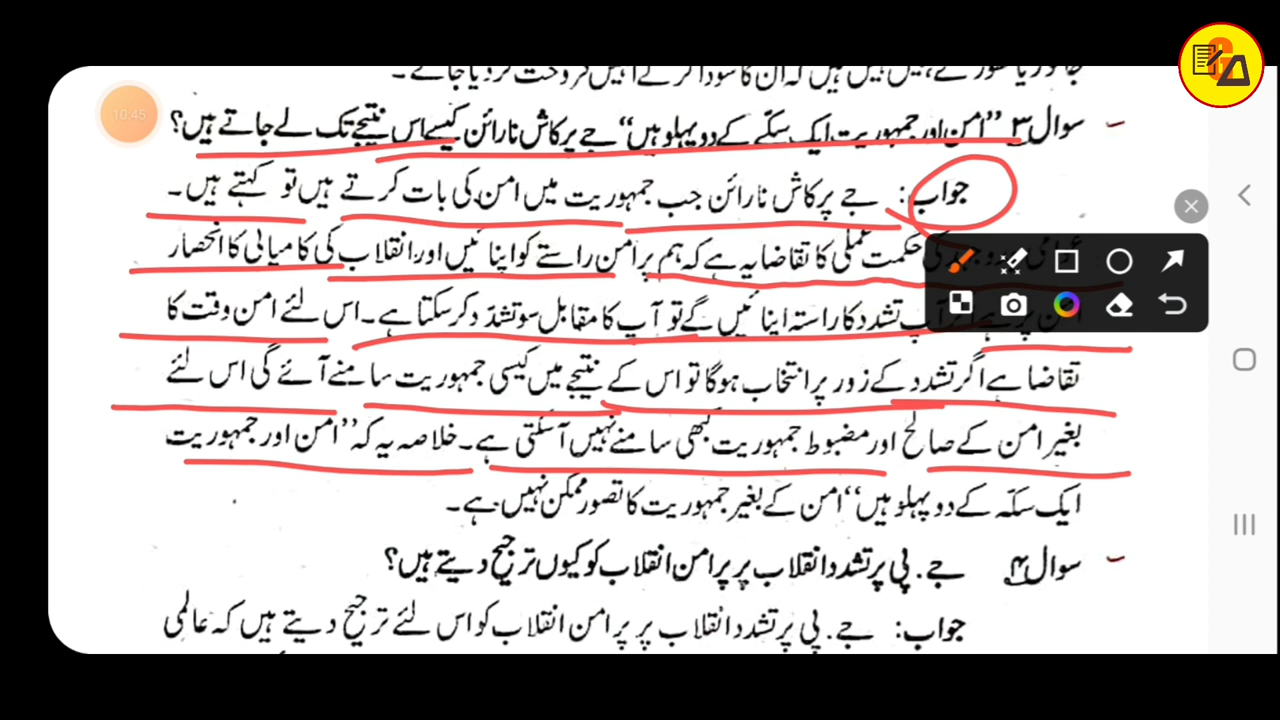 10:45
سوال ۳ ”امن اور جمہوریت ایک سکّے کے دو پہلو ہیں“ جے پرکاش نارائن کیسے اس نتیجے تک لے جاتے ہیں؟
جواب: جے پرکاش نارائن جب جمہوریت میں امن کی بات کرتے ہیں تو کہتے ہیں۔
کی حکمت عملی کا تقاضا یہ ہے کہ ہم پرامن راستے کو اپنائیں اور انقلاب کی کامیابی کا انحصار
امن پر ہے اگر آپ تشدد کا راستہ اپنائیں گے تو آپ کا مقابل سو تشدّد کر سکتا ہے۔ اس لئے امن وقت کا
تقاضا ہے اگر تشدد کے زور پر انتخاب ہوگا تو اس کے نتیجے میں کیسی جمہوریت سامنے آئے گی اس لئے
بغیر امن کے صالح اور مضبوط جمہوریت کبھی سامنے نہیں آسکتی ہے۔ خلاصہ یہ کہ ”امن اور جمہوریت
ایک سکّہ کے دو پہلو ہیں“ امن کے بغیر جمہوریت کا تصور ممکن نہیں ہے۔
سوال ۴ جے. پی پر تشدد انقلاب پر پرامن انقلاب کو کیوں ترجیح دیتے ہیں؟
جواب: جے. پی پر تشدد انقلاب پر پرامن انقلاب کو اس لئے ترجیح دیتے ہیں کہ عالمی